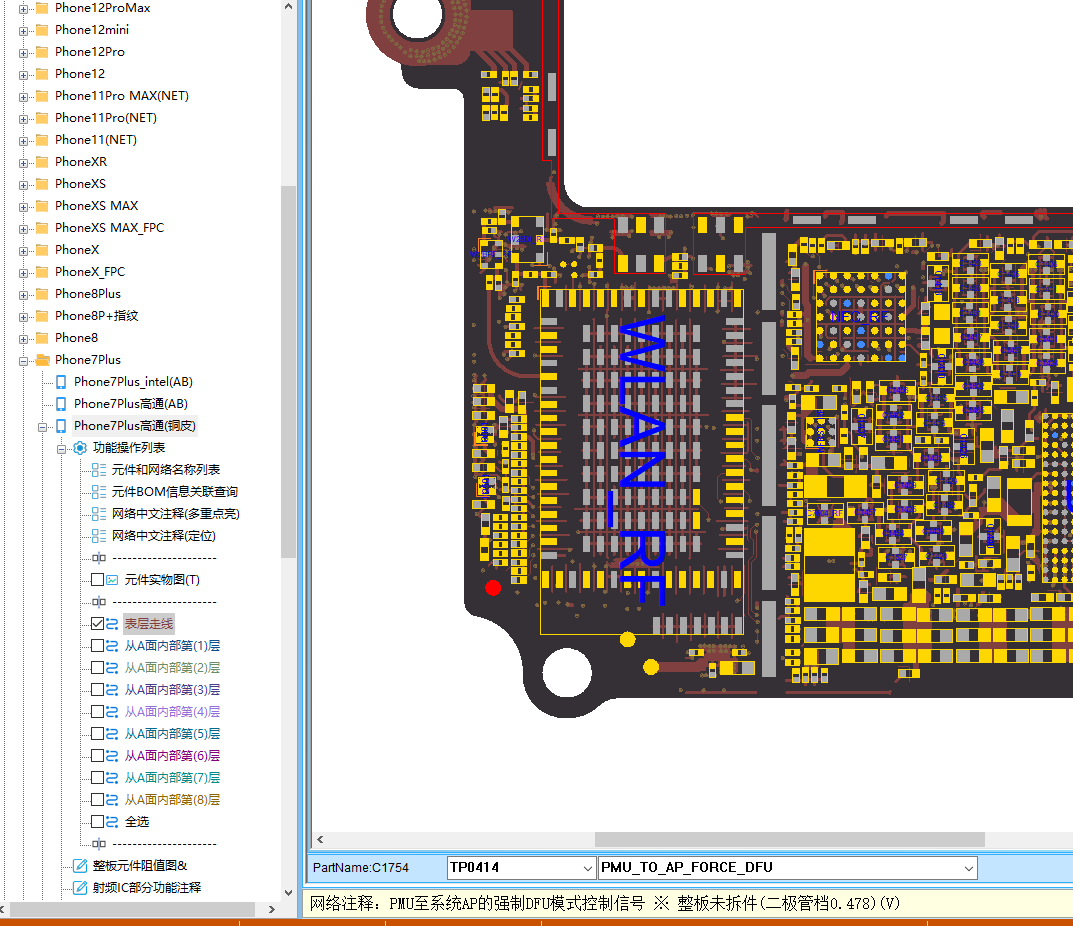 Phone12ProMax
Phone12mini
Phone12Pro
Phone12
Phone11Pro MAX(NET)
Phone11Pro(NET)
Phone11(NET)
PhoneXR
PhoneXS
PhoneXS MAX
PhoneXS MAX_FPC
PhoneX
PhoneX_FPC
Phone8Plus
Phone8P+指纹
Phone8
Phone7Plus
Phone7Plus_intel(AB)
Phone7Plus高通(AB)
Phone7Plus高通(铜皮)
功能操作列表
元件和网络名称列表
元件BOM信息关联查询
网络中文注释(多重点亮)
网络中文注释(定位)
---------------------
元件实物图(T)
---------------------
表层走线
从A面内部第(1)层
从A面内部第(2)层
从A面内部第(3)层
从A面内部第(4)层
从A面内部第(5)层
从A面内部第(6)层
从A面内部第(7)层
从A面内部第(8)层
全选
---------------------
整板元件阻值图&
射频IC部分功能注释
WLAN_RF
PartName:C1754
TP0414
PMU_TO_AP_FORCE_DFU
网络注释: PMU至系统AP的强制DFU模式控制信号 ※ 整板未拆件(二极管档0.478)(V)